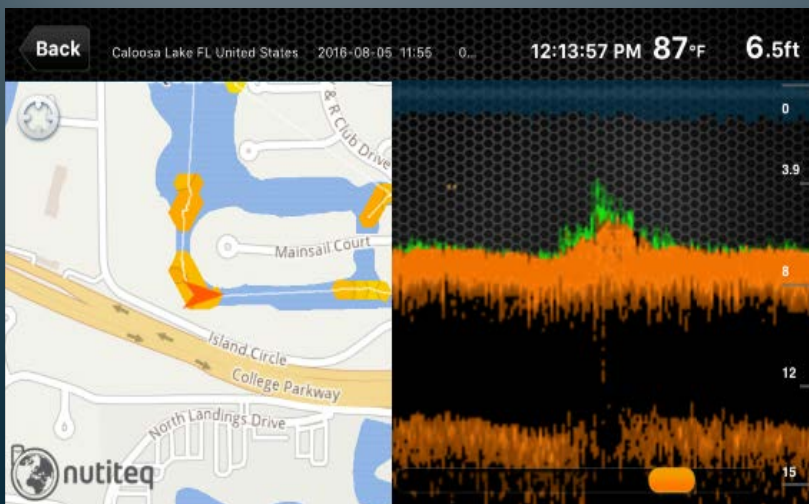 Back
Caloosa Lake FL United States 2016-08-05 11:55 0...
12:13:57 PM 87°F 6.5ft
0
3.9
8
12
15
& R Club Drive
Mainsail Court
Island Circle
College Parkway
North Landings Drive
nutiteq